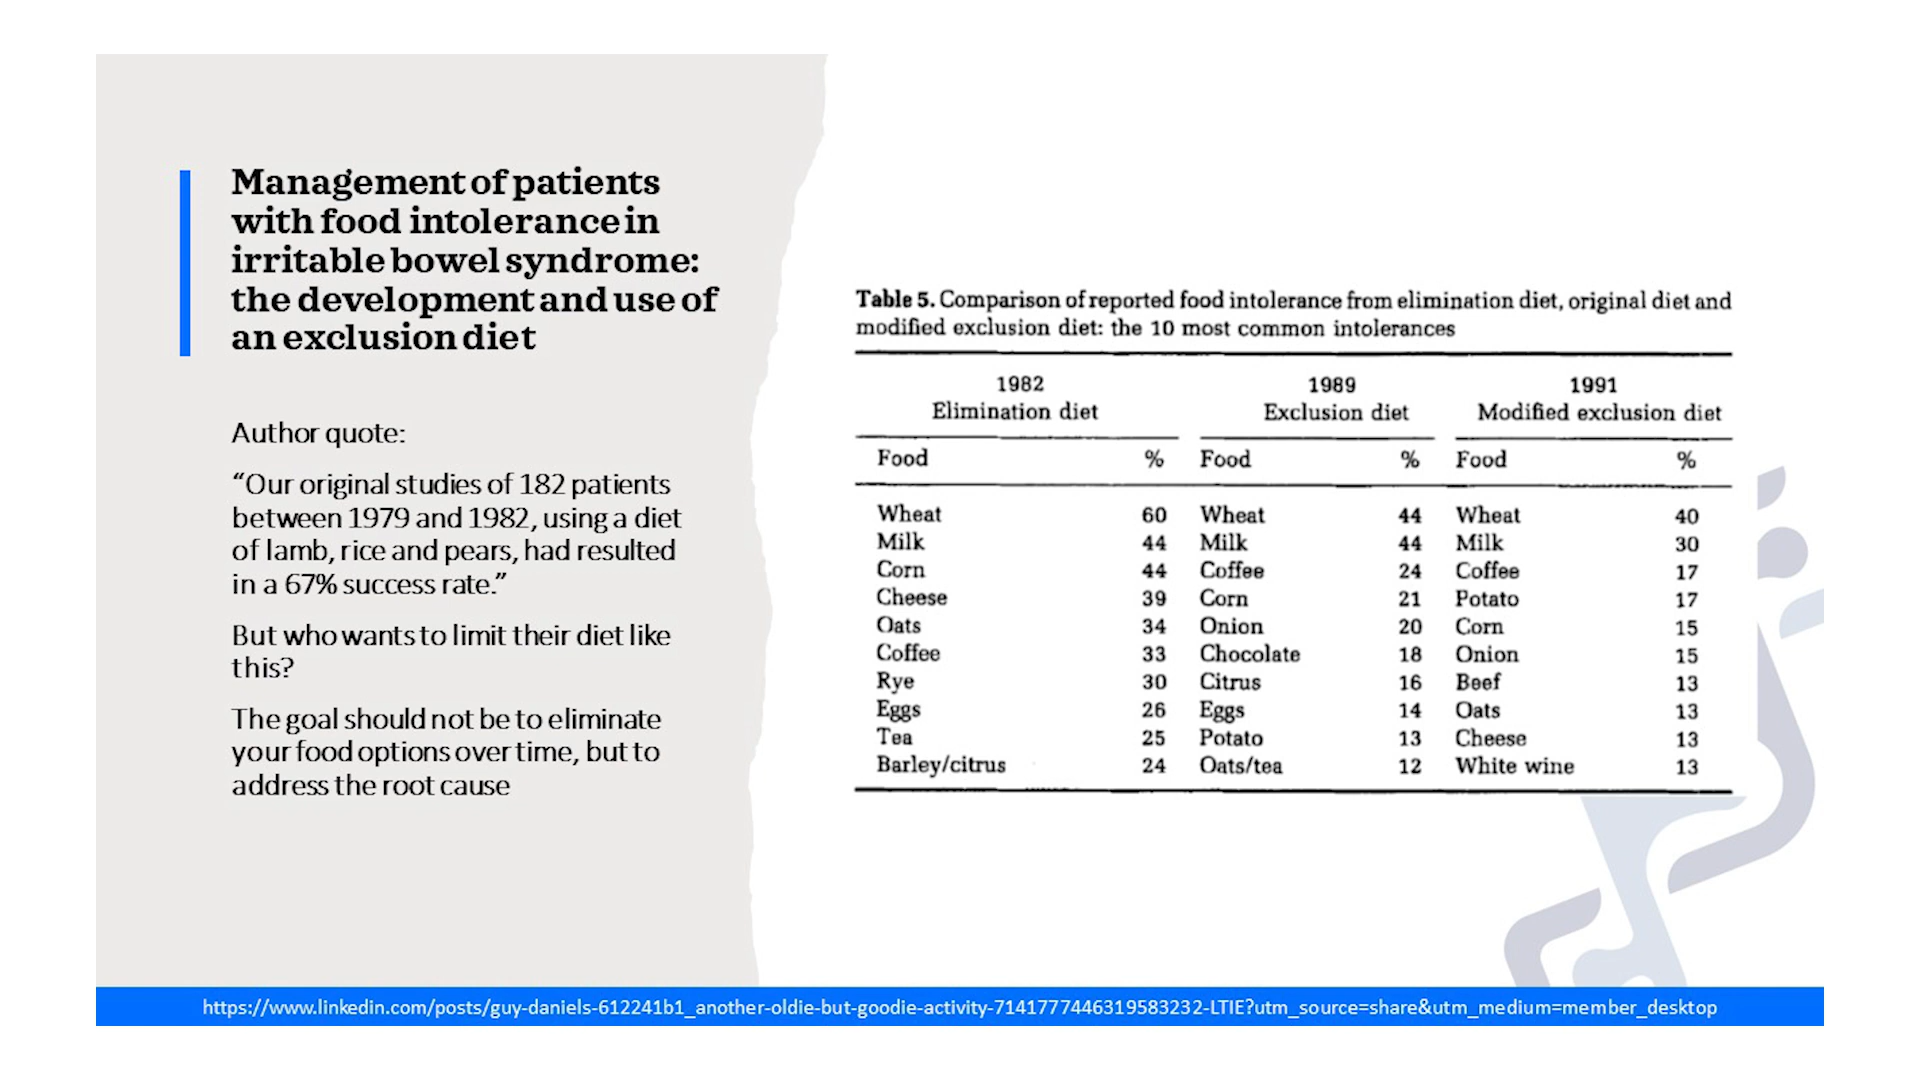 Management of patients
with food intolerance in
irritable bowel syndrome:
the development and use of
an exclusion diet
Author quote:
“Our original studies of 182 patients
between 1979 and 1982, using a diet
of lamb, rice and pears, had resulted
in a 67% success rate.”
But who wants to limit their diet like
this?
The goal should not be to eliminate
your food options over time, but to
address the root cause
Table 5. Comparison of reported food intolerance from elimination diet, original diet and
modified exclusion diet: the 10 most common intolerances
1982 1989 1991
Elimination diet Exclusion diet Modified exclusion diet
Food % Food % Food %
Wheat 60 Wheat 44 Wheat 40
Milk 44 Milk 44 Milk 30
Corn 44 Coffee 24 Coffee 17
Cheese 39 Corn 21 Potato 17
Oats 34 Onion 20 Corn 15
Coffee 33 Chocolate 18 Onion 15
Rye 30 Citrus 16 Beef 13
Eggs 26 Eggs 14 Oats 13
Tea 25 Potato 13 Cheese 13
Barley/citrus 24 Oats/tea 12 White wine 13
https://www.linkedin.com/posts/guy-daniels-612241b1_another-oldie-but-goodie-activity-7141777446319583232-LTIE?utm_source=share&utm_medium=member_desktop